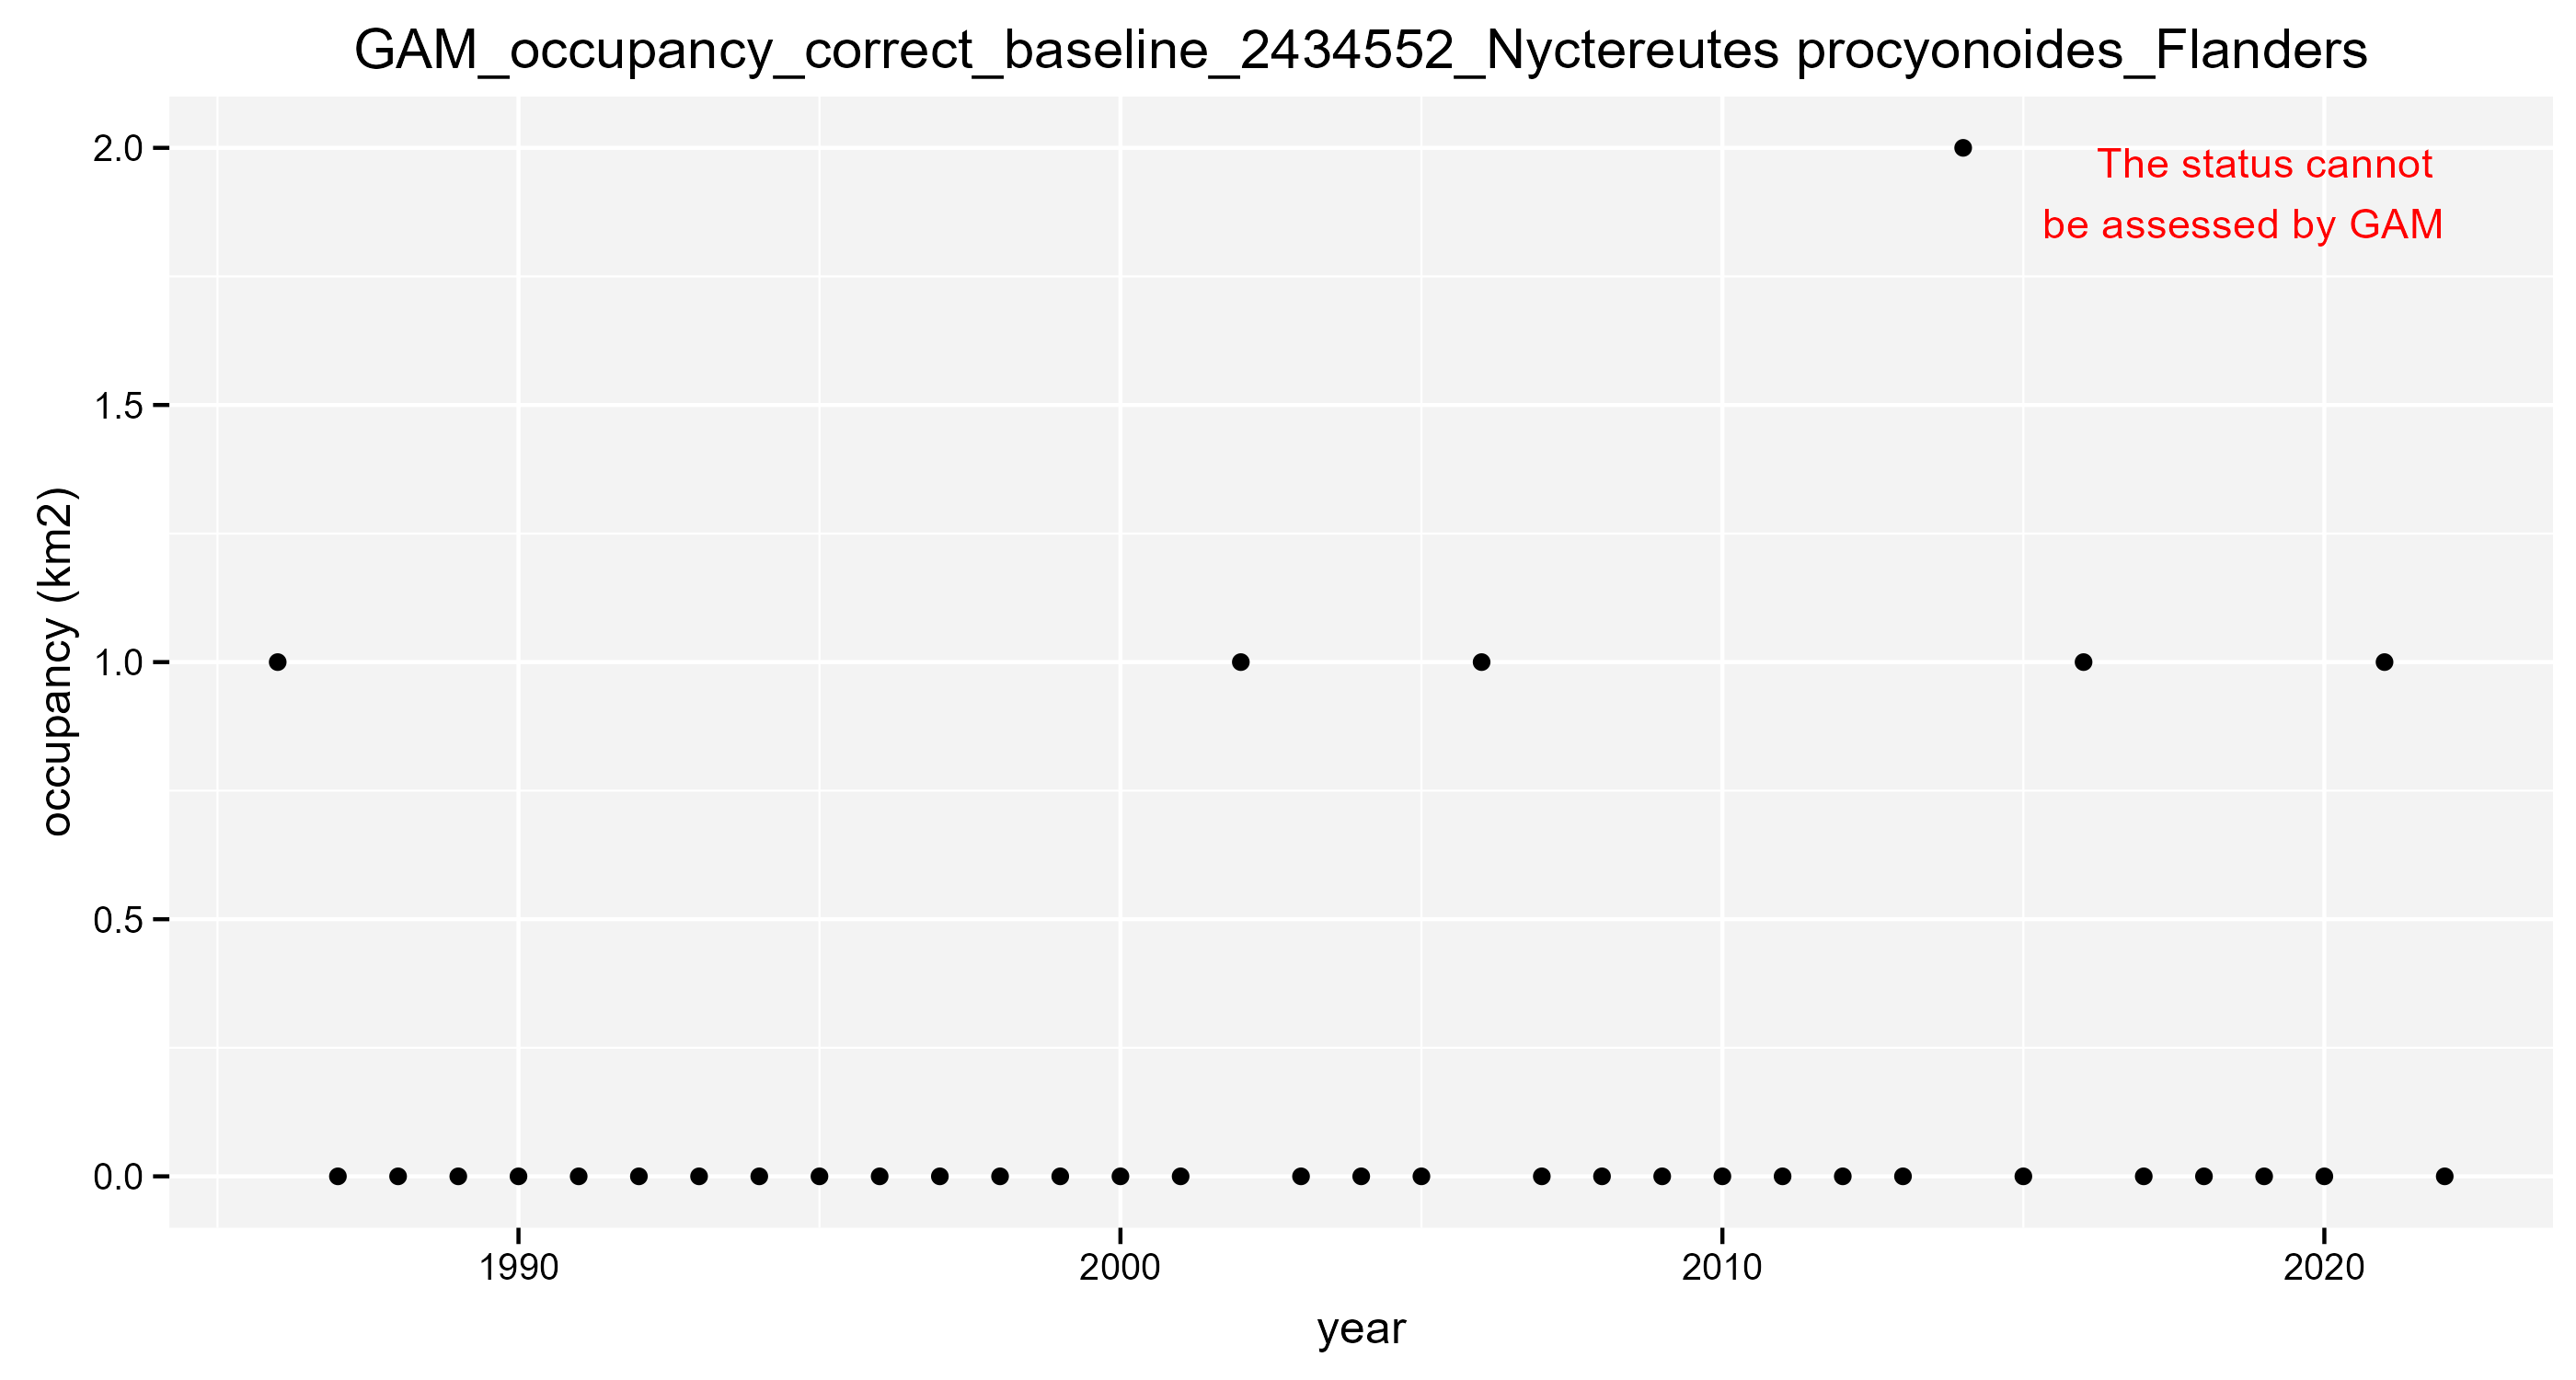 GAM_occupancy_correct_baseline_2434552_Nyctereutes procyonoides_Flanders
2.0
The status cannot
be assessed by GAM
1.5
occupancy (km2)
1.0
0.5
0.0
1990 2000 2010 2020
year